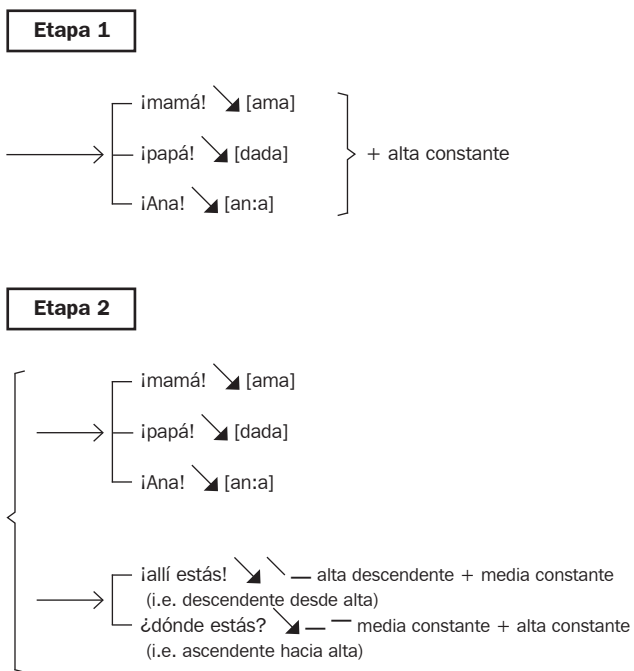 Etapa 1
¡mamá! [ama]
¡papá! [dada]
¡Ana! [an:a]
+ alta constante
Etapa 2
¡mamá! [ama]
¡papá! [dada]
¡Ana! [an:a]
¡allí estás! alta descendente + media constante
(i.e. descendente desde alta)
¿dónde estás? media constante + alta constante
(i.e. ascendente hacia alta)